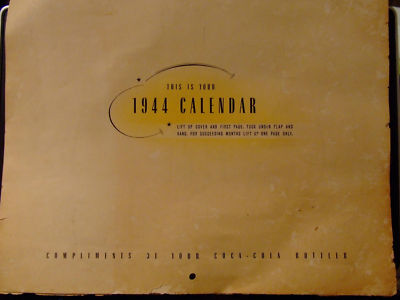 THIS IS YOUR
1944 CALENDAR
LIFT UP COVER AND FIRST PAGE. TUCK UNDER FLAP AND
HANG. FOR SUCCEEDING MONTHS LIFT UP ONE PAGE ONLY.
COMPLIMENTS OF YOUR COCA-COLA BOTTLER